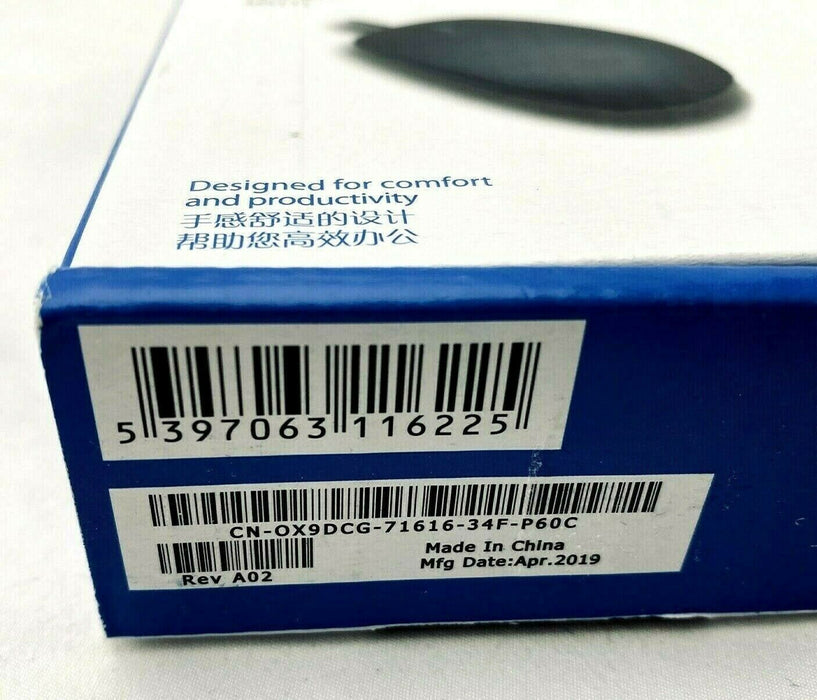 Designed for comfort
and productivity
手感舒适的设计
帮助您高效办公
5 397063 116225
CN-0X9DCG-71616-34F-P60C
Made In China
Mfg Date:Apr.2019
Rev A02